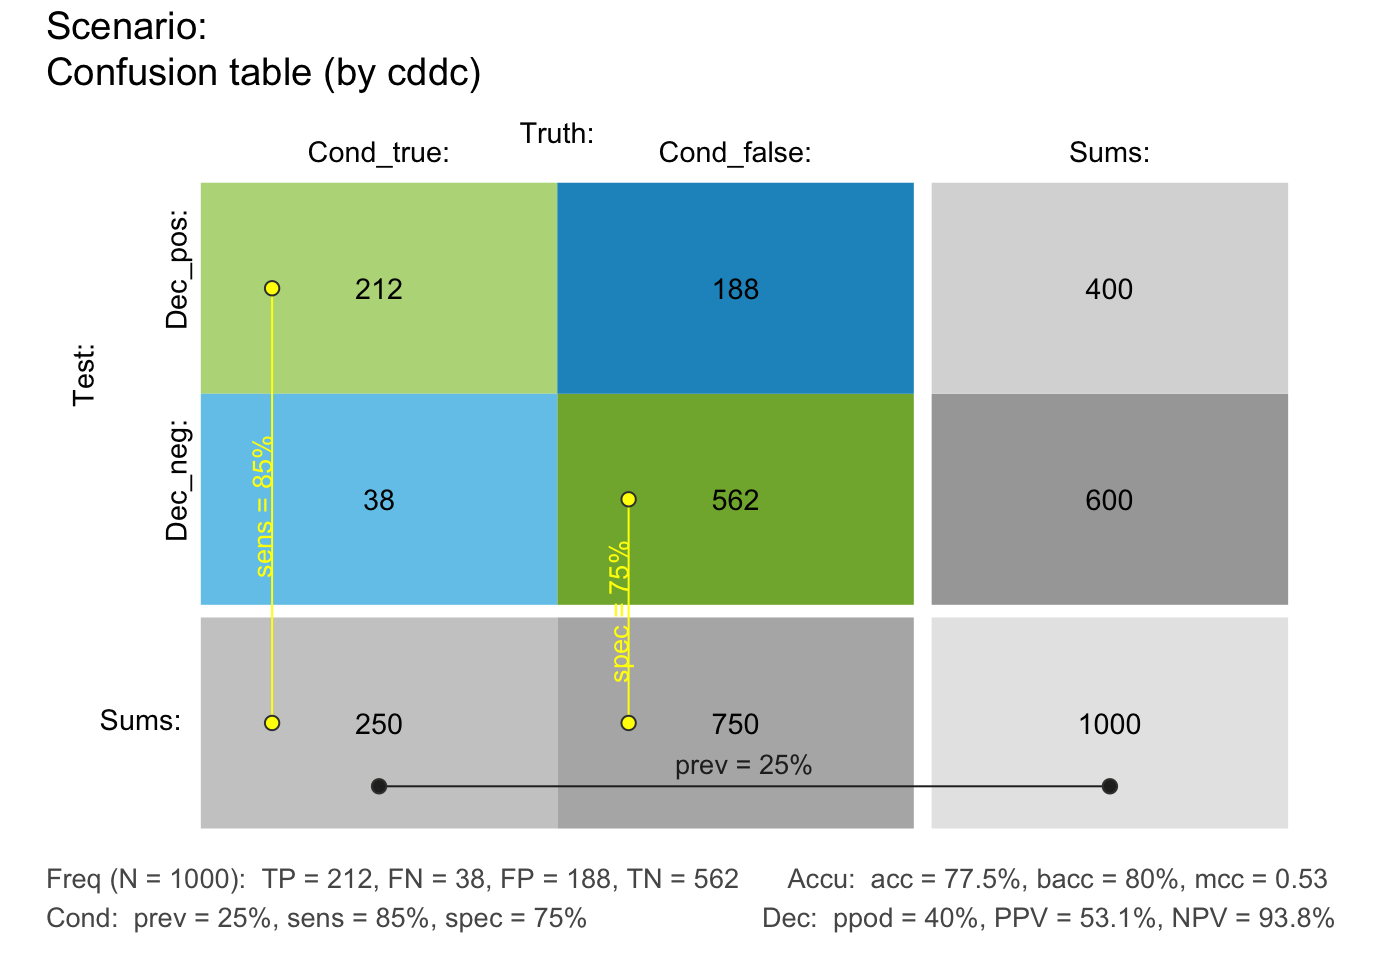 Scenario:
Confusion table (by cddc)
Truth:
Cond_true:
Cond_false:
Sums:
Test:
Dec_pos:
212
188
400
Dec_neg:
sens = 85%
38
spec = 75%
562
600
Sums:
250
750
1000
prev = 25%
Freq (N = 1000):  TP = 212, FN = 38, FP = 188, TN = 562
Accu:  acc = 77.5%, bacc = 80%, mcc = 0.53
Cond:  prev = 25%, sens = 85%, spec = 75%
Dec:  ppod = 40%, PPV = 53.1%, NPV = 93.8%